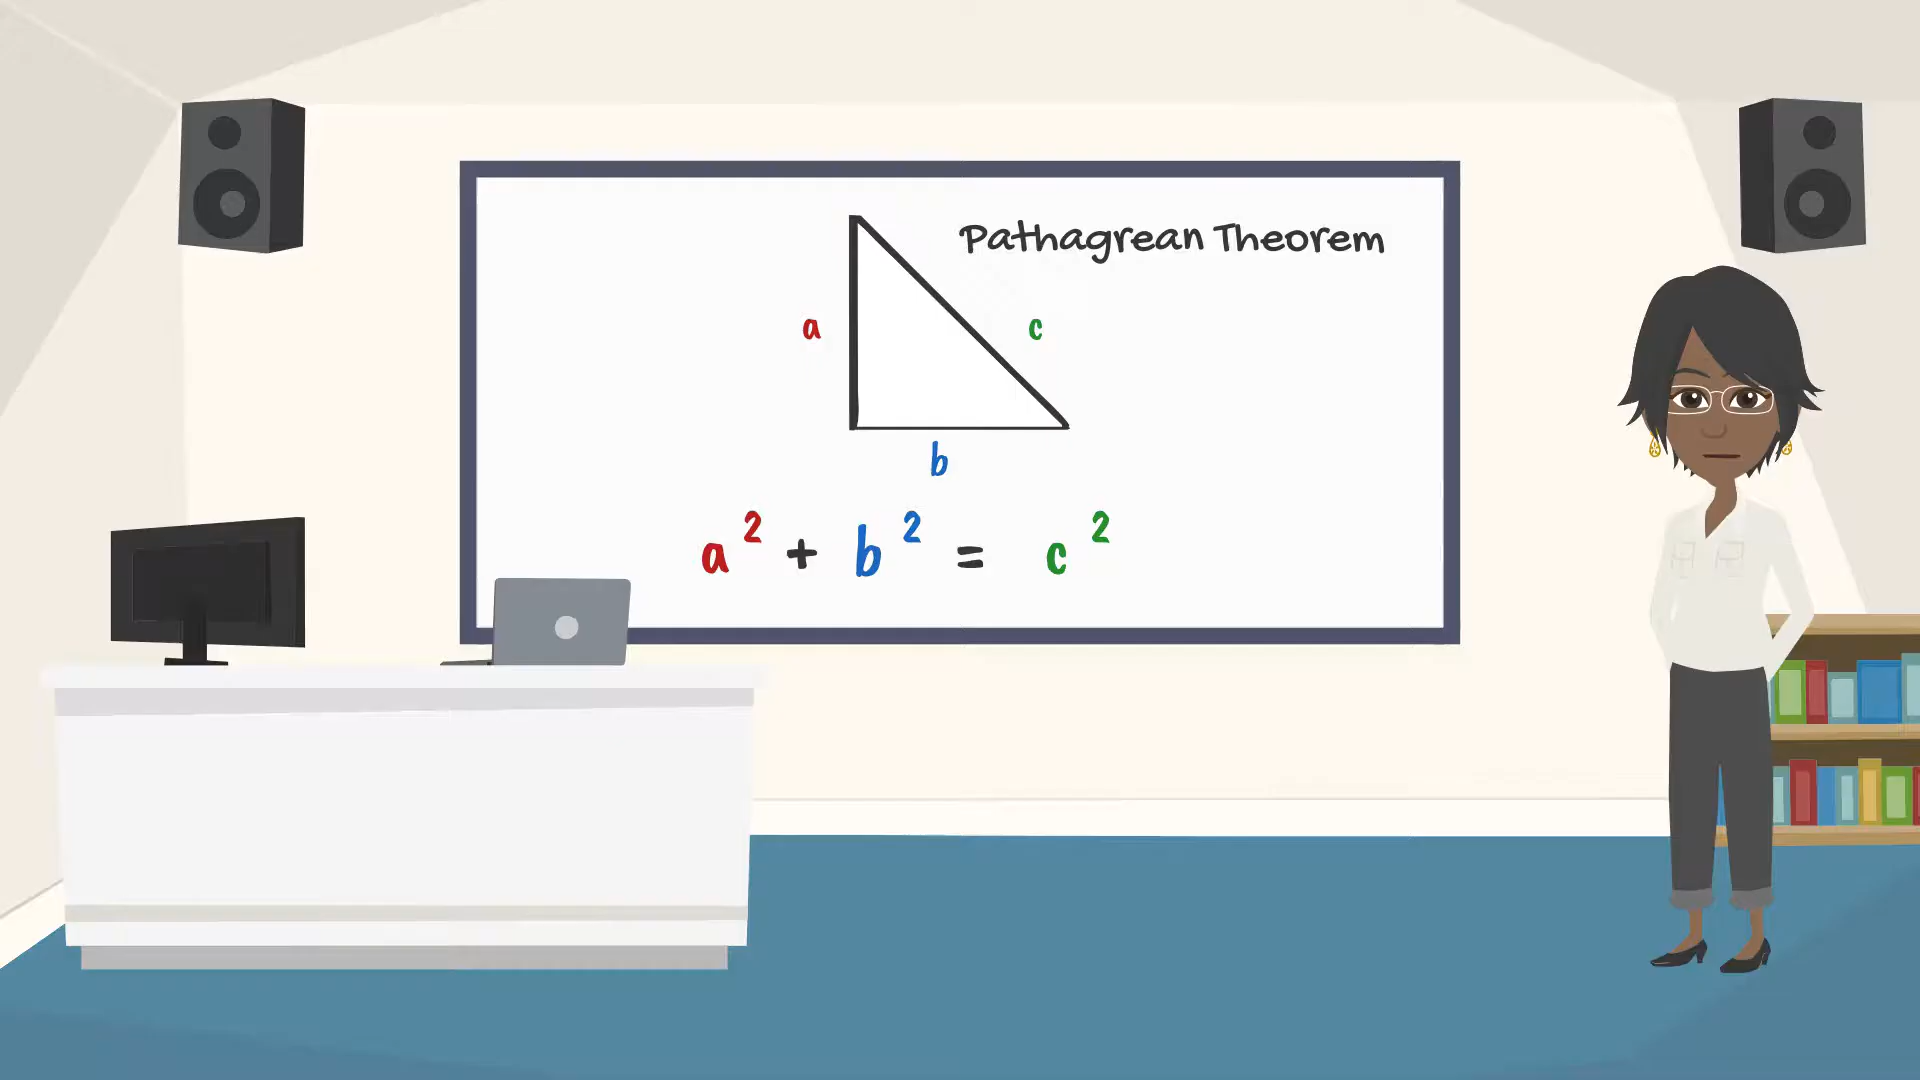 Pathagrean Theorem
a
c
b
a² + b² = c²